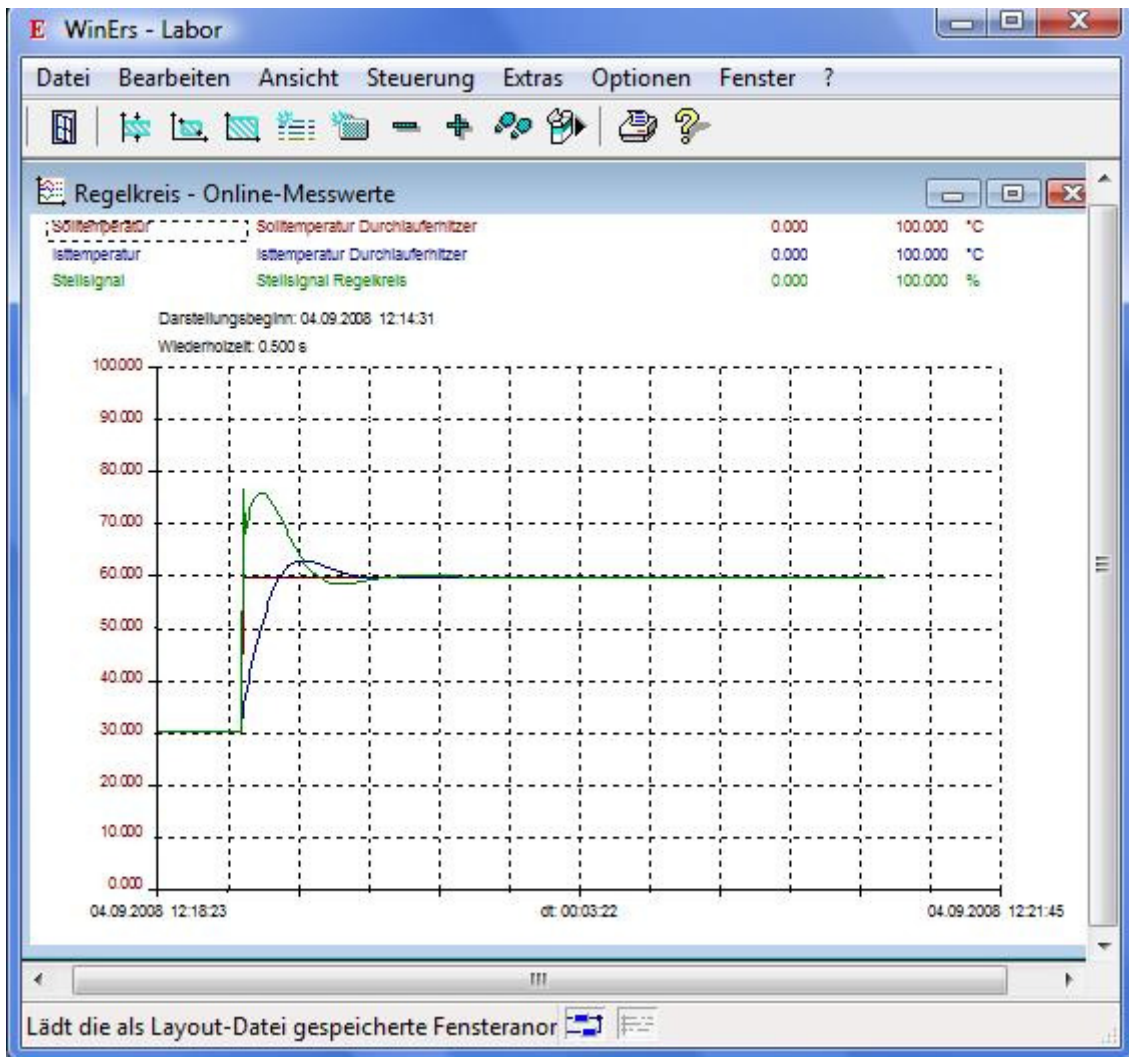 E WinErs - Labor
Datei Bearbeiten Ansicht Steuerung Extras Optionen Fenster ?
Regelkreis - Online-Messwerte
Solltemperatur Solltemperatur Durchlauferhitzer 0.000 100.000 °C
Isttemperatur Isttemperatur Durchlauferhitzer 0.000 100.000 °C
Stellsignal Stellsignal Regelkreis 0.000 100.000 %
Darstellungsbeginn: 04.09.2008 12:14:31
Wiederholzeit: 0.500 s
100.000
90.000
80.000
70.000
60.000
50.000
40.000
30.000
20.000
10.000
0.000
04.09.2008 12:18:23 dt: 00:03:22 04.09.2008 12:21:45
Lädt die als Layout-Datei gespeicherte Fensteranor